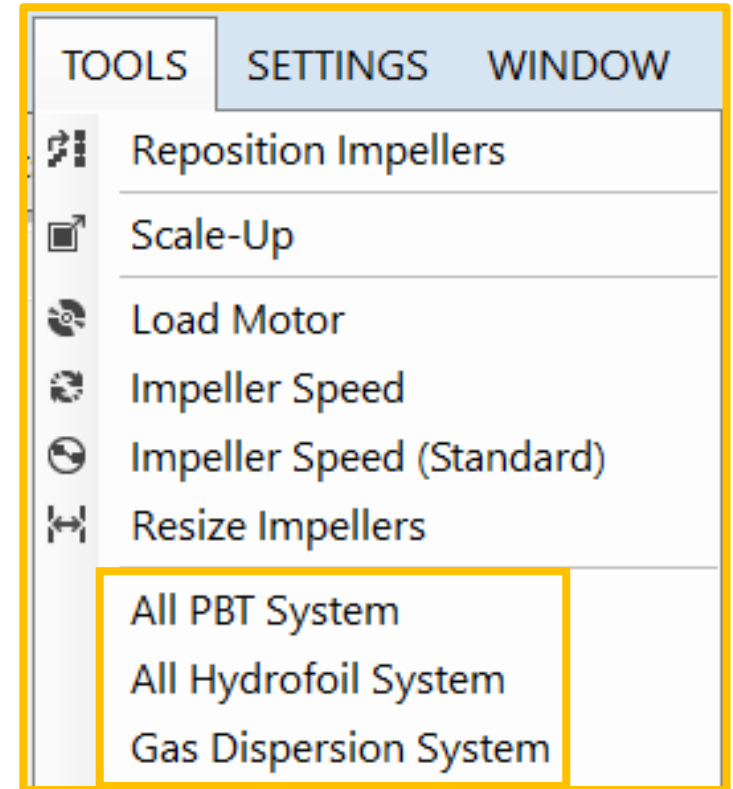 TOOLS SETTINGS WINDOW
Reposition Impellers
Scale-Up
Load Motor
Impeller Speed
Impeller Speed (Standard)
Resize Impellers
All PBT System
All Hydrofoil System
Gas Dispersion System